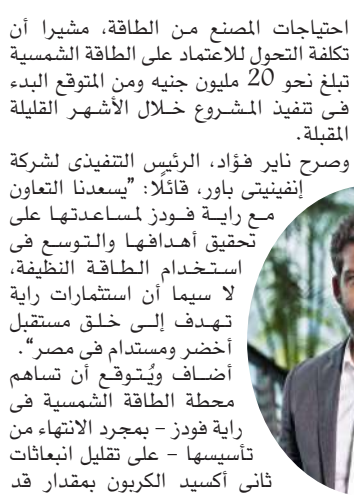 احتياجات المصنع من الطاقة، مشيرا أن
تكلفة التحول للاعتماد على الطاقة الشمسية
تبلغ نحو 20 مليون جنيه ومن المتوقع البدء
فى تنفيذ المشروع خلال الأشهر القليلة
المقبلة.
وصرح ناير فؤاد، الرئيس التنفيذى لشركة
إنفينيتى باور، قائلًا: "يسعدنا التعاون
مع راية فودز لمساعدتها على
تحقيق أهدافها والتوسع فى
استخدام الطاقة النظيفة،
لا سيما أن استثمارات راية
تهدف إلى خلق مستقبل
أخضر ومستدام فى مصر".
أضاف ويُتوقع أن تساهم
محطة الطاقة الشمسية فى
راية فودز – بمجرد الانتهاء من
تأسيسها – على تقليل انبعاثات
ثانى أكسيد الكربون بمقدار قد